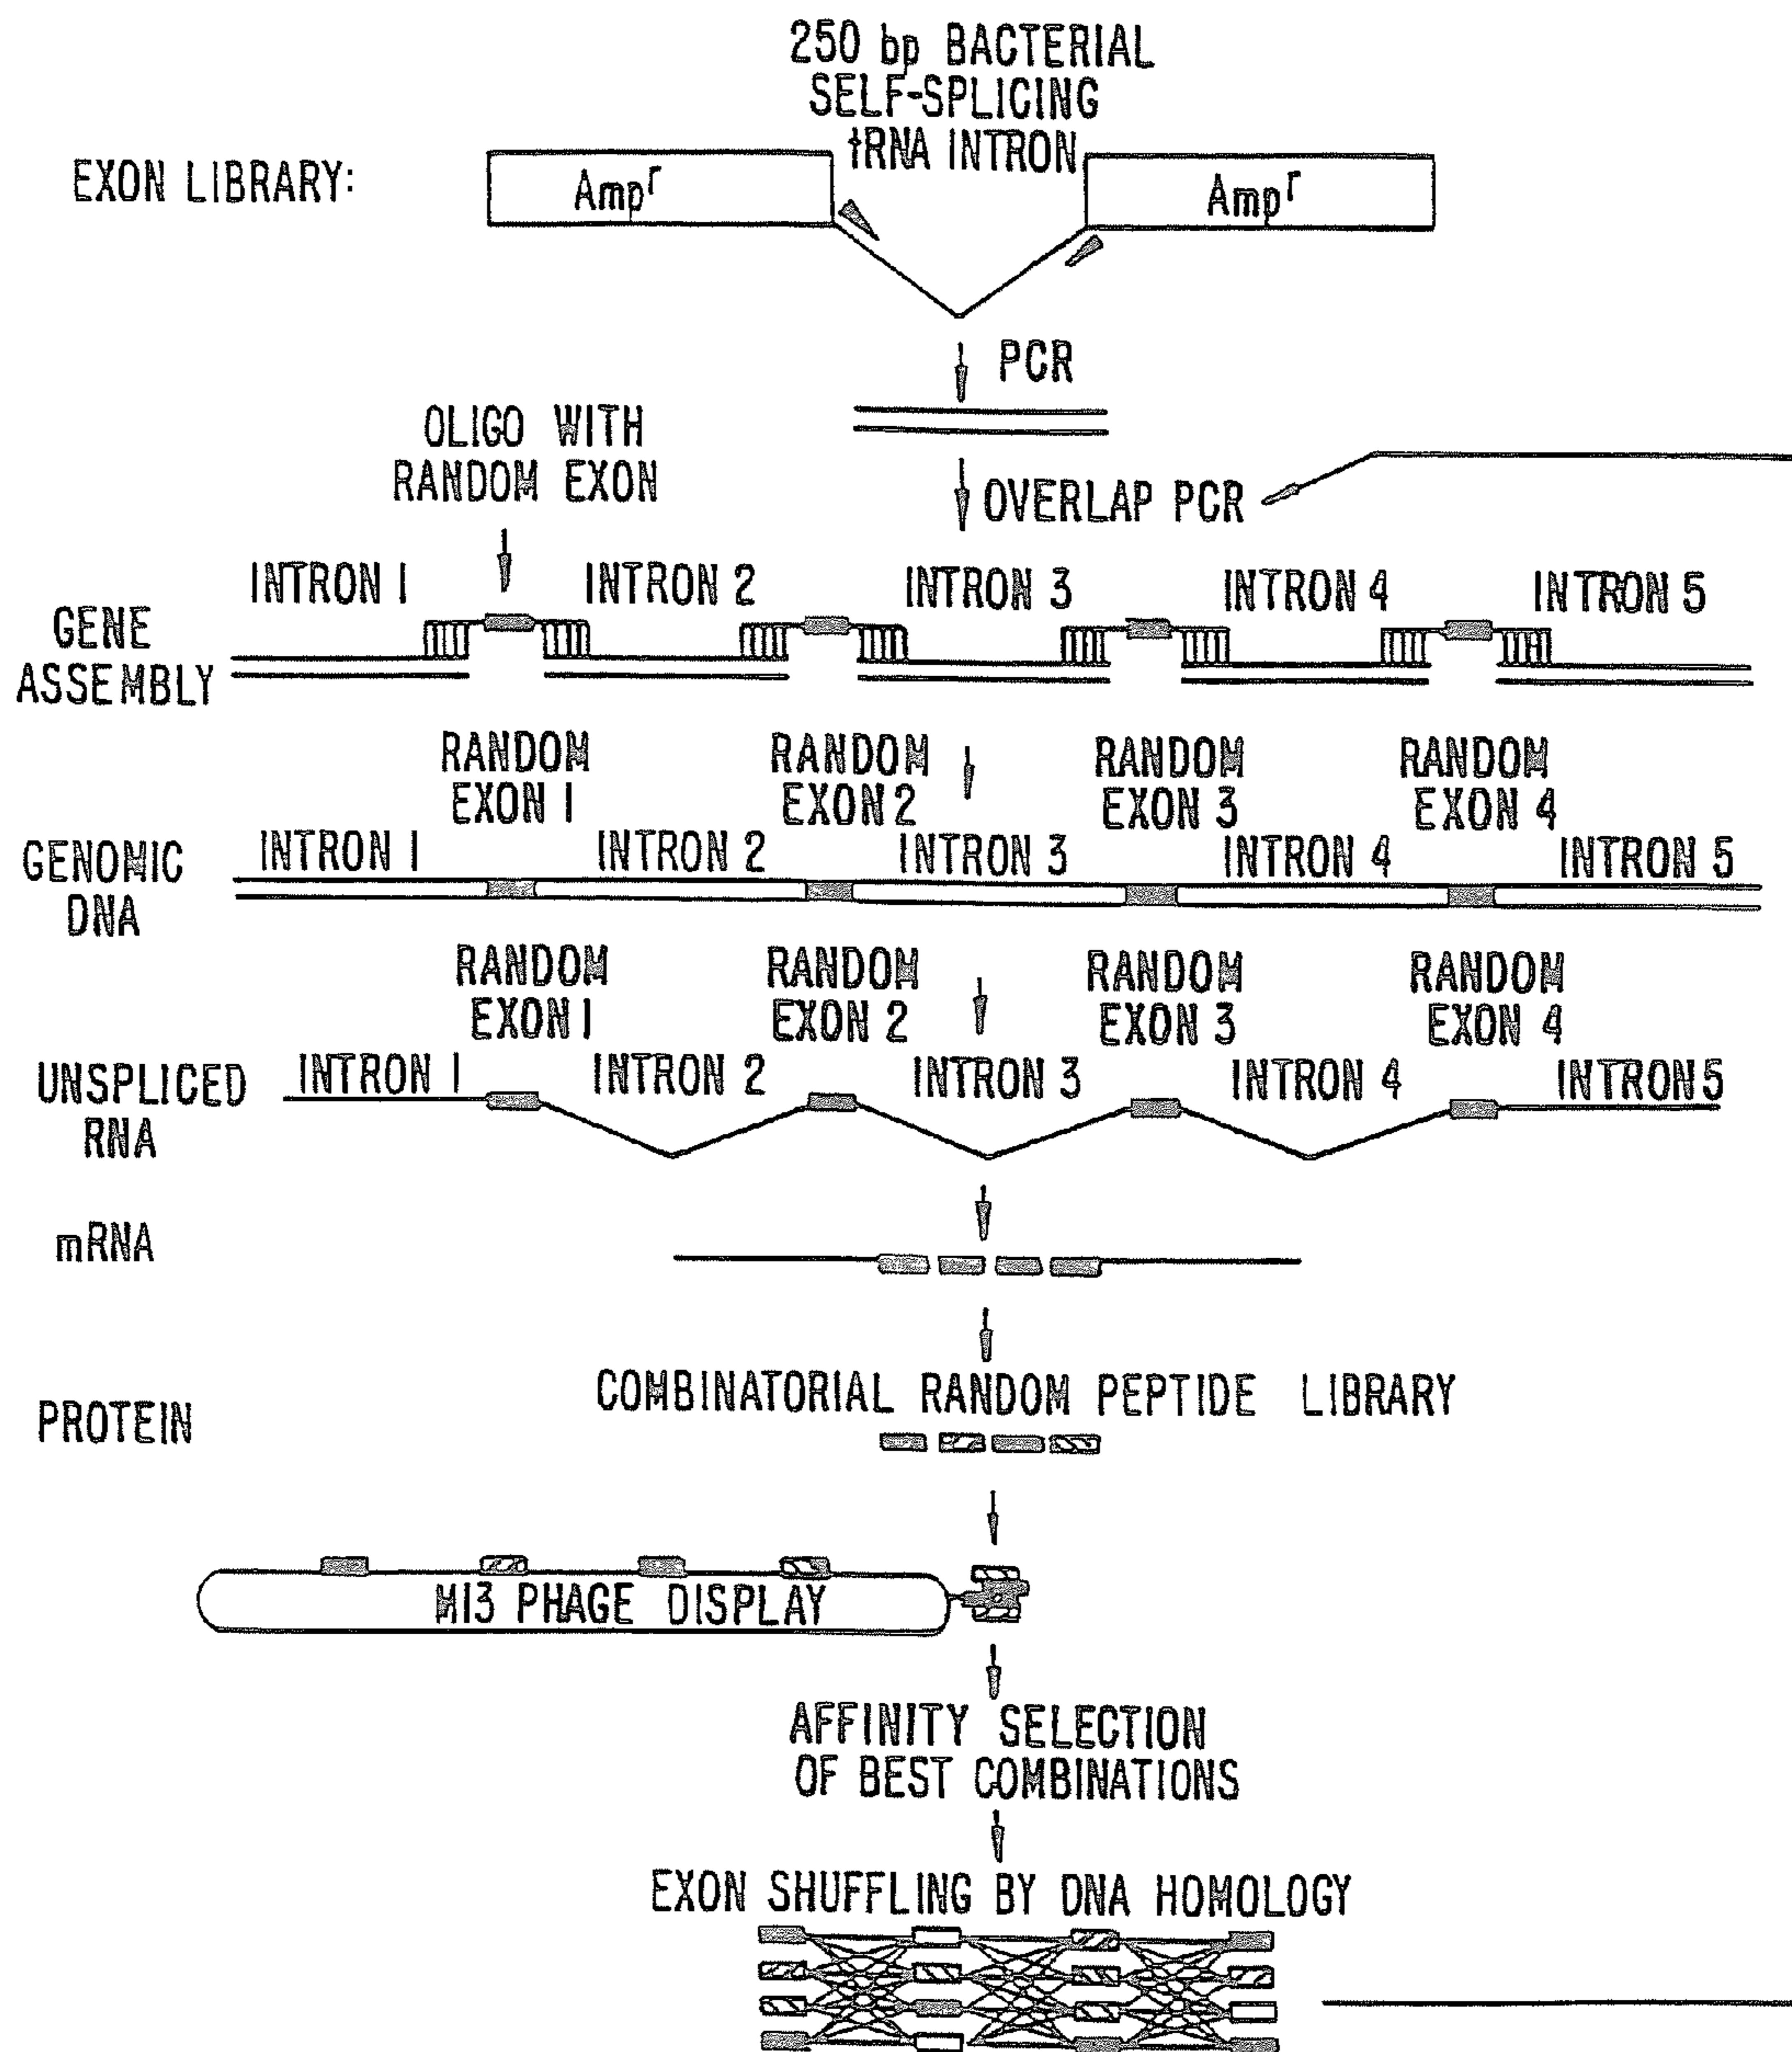 250 bp BACTERIAL
SELF-SPLICING
tRNA INTRON
EXON LIBRARY:
Ampʳ
Ampʳ
PCR
OLIGO WITH
RANDOM EXON
OVERLAP PCR
INTRON 1
INTRON 2
INTRON 3
INTRON 4
INTRON 5
GENE
ASSEMBLY
RANDOM
EXON 1
RANDOM
EXON 2
RANDOM
EXON 3
RANDOM
EXON 4
GENOMIC
DNA
INTRON 1
INTRON 2
INTRON 3
INTRON 4
INTRON 5
RANDOM
EXON 1
RANDOM
EXON 2
RANDOM
EXON 3
RANDOM
EXON 4
UNSPLICED
RNA
INTRON 1
INTRON 2
INTRON 3
INTRON 4
INTRON 5
mRNA
COMBINATORIAL RANDOM PEPTIDE LIBRARY
PROTEIN
M13 PHAGE DISPLAY
AFFINITY SELECTION
OF BEST COMBINATIONS
EXON SHUFFLING BY DNA HOMOLOGY